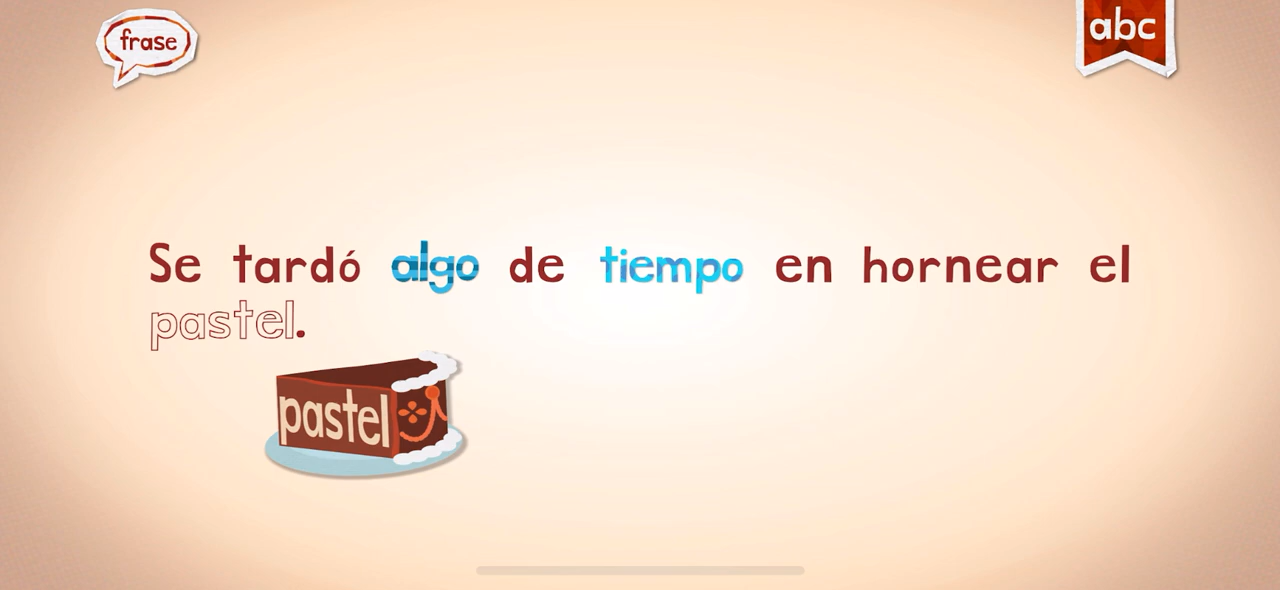 frase
abc
Se tardó algo de tiempo en hornear el
pastel.
pastel